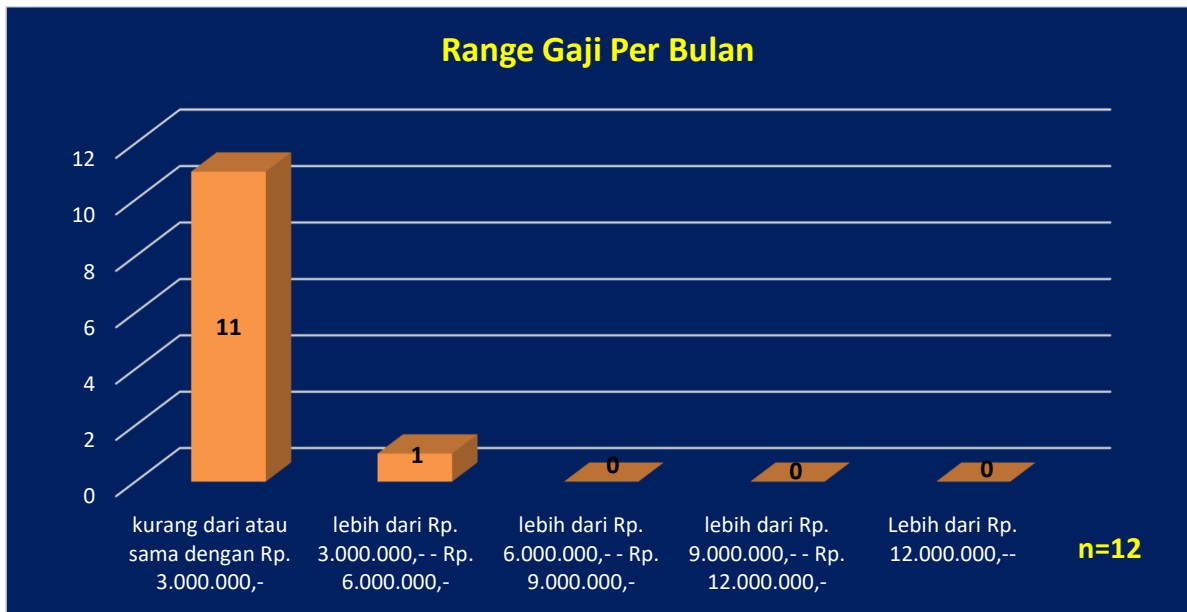 Range Gaji Per Bulan
12
10
8
6
4
2
0
11
1
0
0
0
kurang dari atau
sama dengan Rp.
3.000.000,-
lebih dari Rp.
3.000.000,- - Rp.
6.000.000,-
lebih dari Rp.
6.000.000,- - Rp.
9.000.000,-
lebih dari Rp.
9.000.000,- - Rp.
12.000.000,-
Lebih dari Rp.
12.000.000,--
n=12